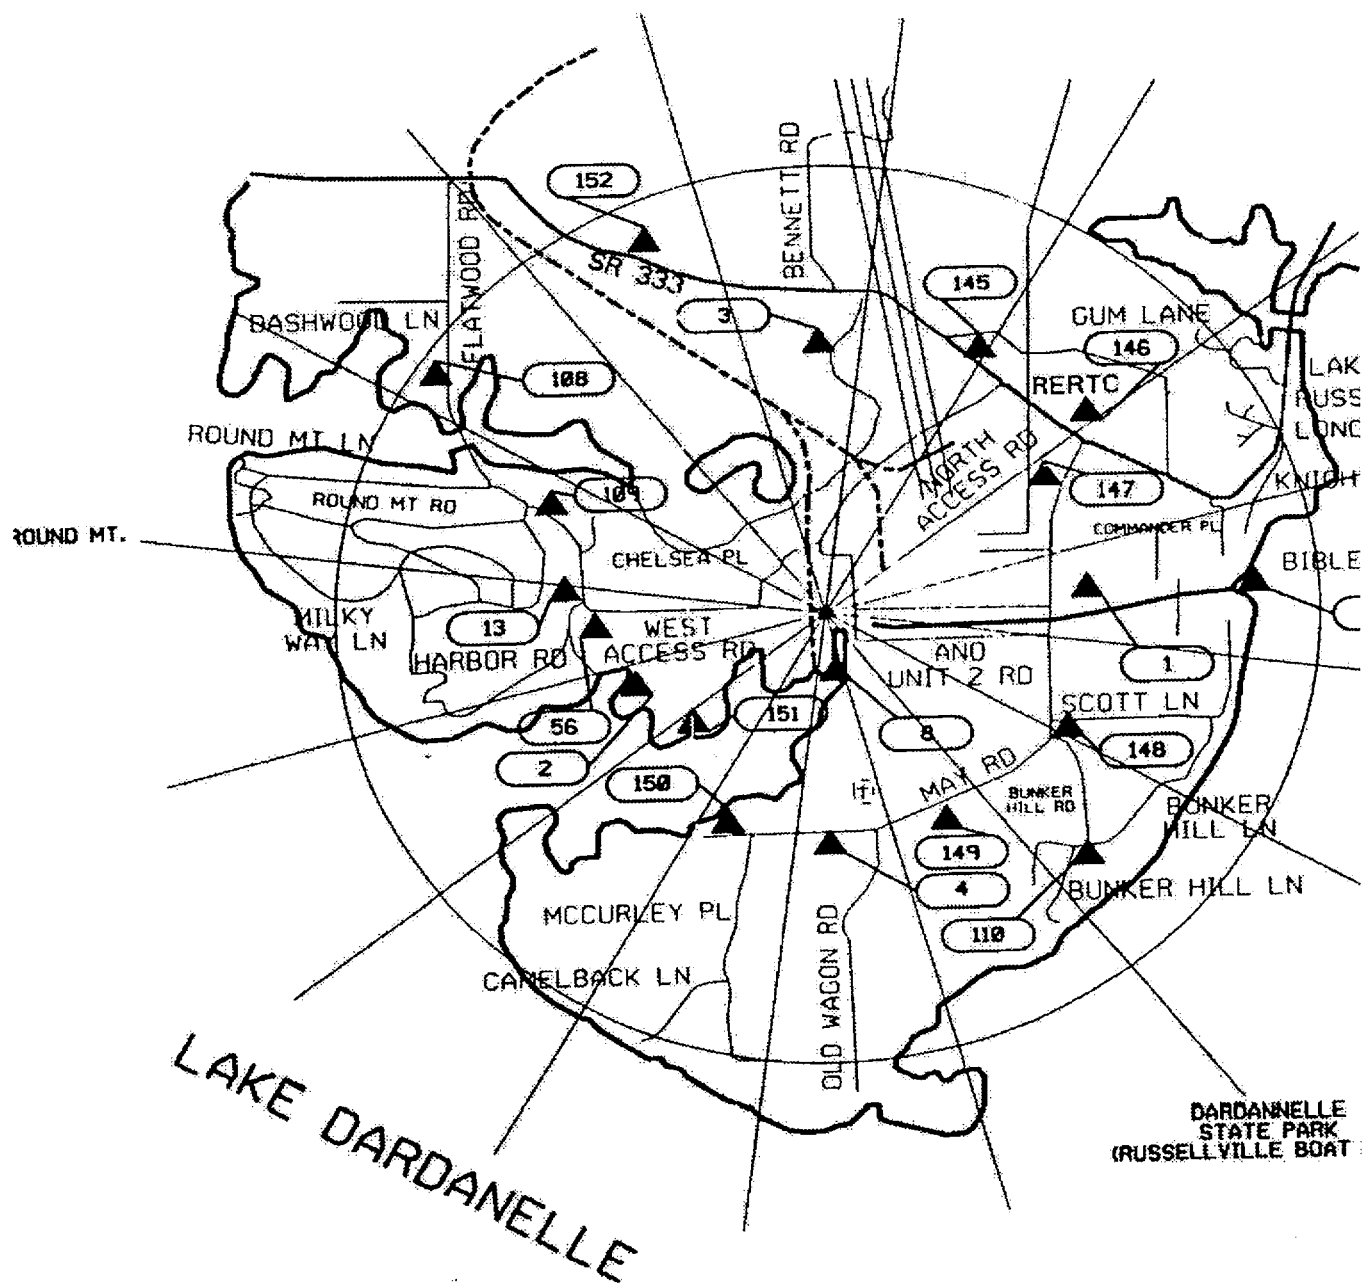 152
BENNETT RD
FLATWOOD RD
SR 333
145
3
DASHWOOD LN
GUM LANE
146
108
RERTC
LAK
RUSS
LONO
ROUND MT LN
NORTH
ACCESS RD
ROUND MT RD
109
147
KNIGH
COMMANDER PL
ROUND MT.
CHELSEA PL
BIBLE
MILKY
WAY LN
13
HARBOR RD
WEST
ACCESS RD
AND
UNIT 2 RD
1
SCOTT LN
56
151
8
148
2
150
MAY RD
BUNKER
HILL RD
BUNKER
HILL LN
149
4
BUNKER HILL LN
MCCURLEY PL
110
CAMELBACK LN
OLD WAGON RD
LAKE DARDANELLE
DARDANNELLE
STATE PARK
(RUSSELLVILLE BOAT